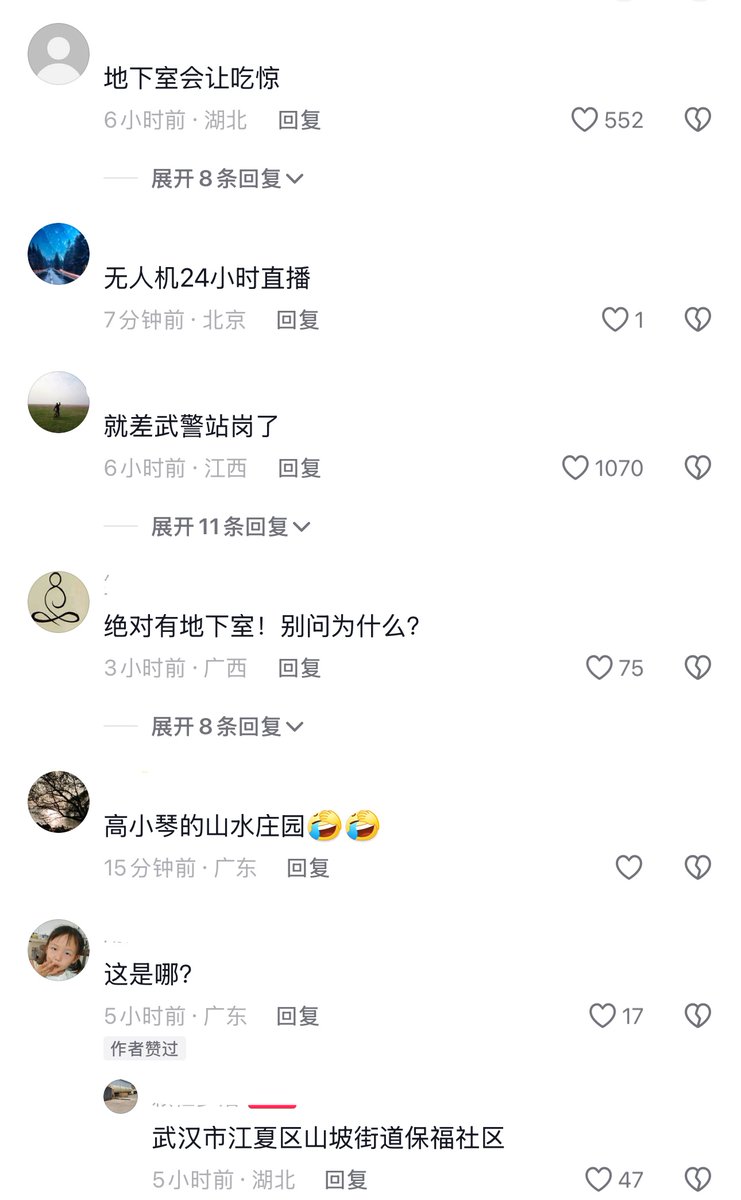 地下室会让吃惊
6小时前·湖北 回复 552
展开8条回复
无人机24小时直播
7分钟前·北京 回复 1
就差武警站岗了
6小时前·江西 回复 1070
展开11条回复
绝对有地下室！别问为什么?
3小时前·广西 回复 75
展开8条回复
高小琴的山水庄园🤣🤣
15分钟前·广东 回复
这是哪?
5小时前·广东 回复 17
作者赞过
武汉市江夏区山坡街道保福社区
5小时前·湖北 回复 47